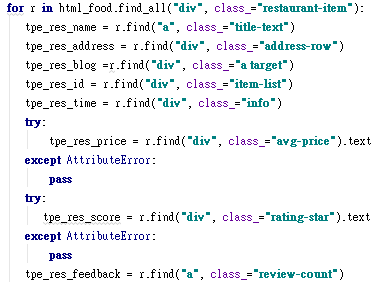 for r in html_food.find_all("div", class_="restaurant-item"):
tpe_res_name = r.find("a", class_="title-text")
tpe_res_address = r.find("div", class_="address-row")
tpe_res_blog =r.find("div", class_="a target")
tpe_res_id = r.find("div", class_="item-list")
tpe_res_time = r.find("div", class_="info")
try:
tpe_res_price = r.find("div", class_="avg-price").text
except AttributeError:
pass
try:
tpe_res_score = r.find("div", class_="rating-star").text
except AttributeError:
pass
tpe_res_feedback = r.find("a", class_="review-count")